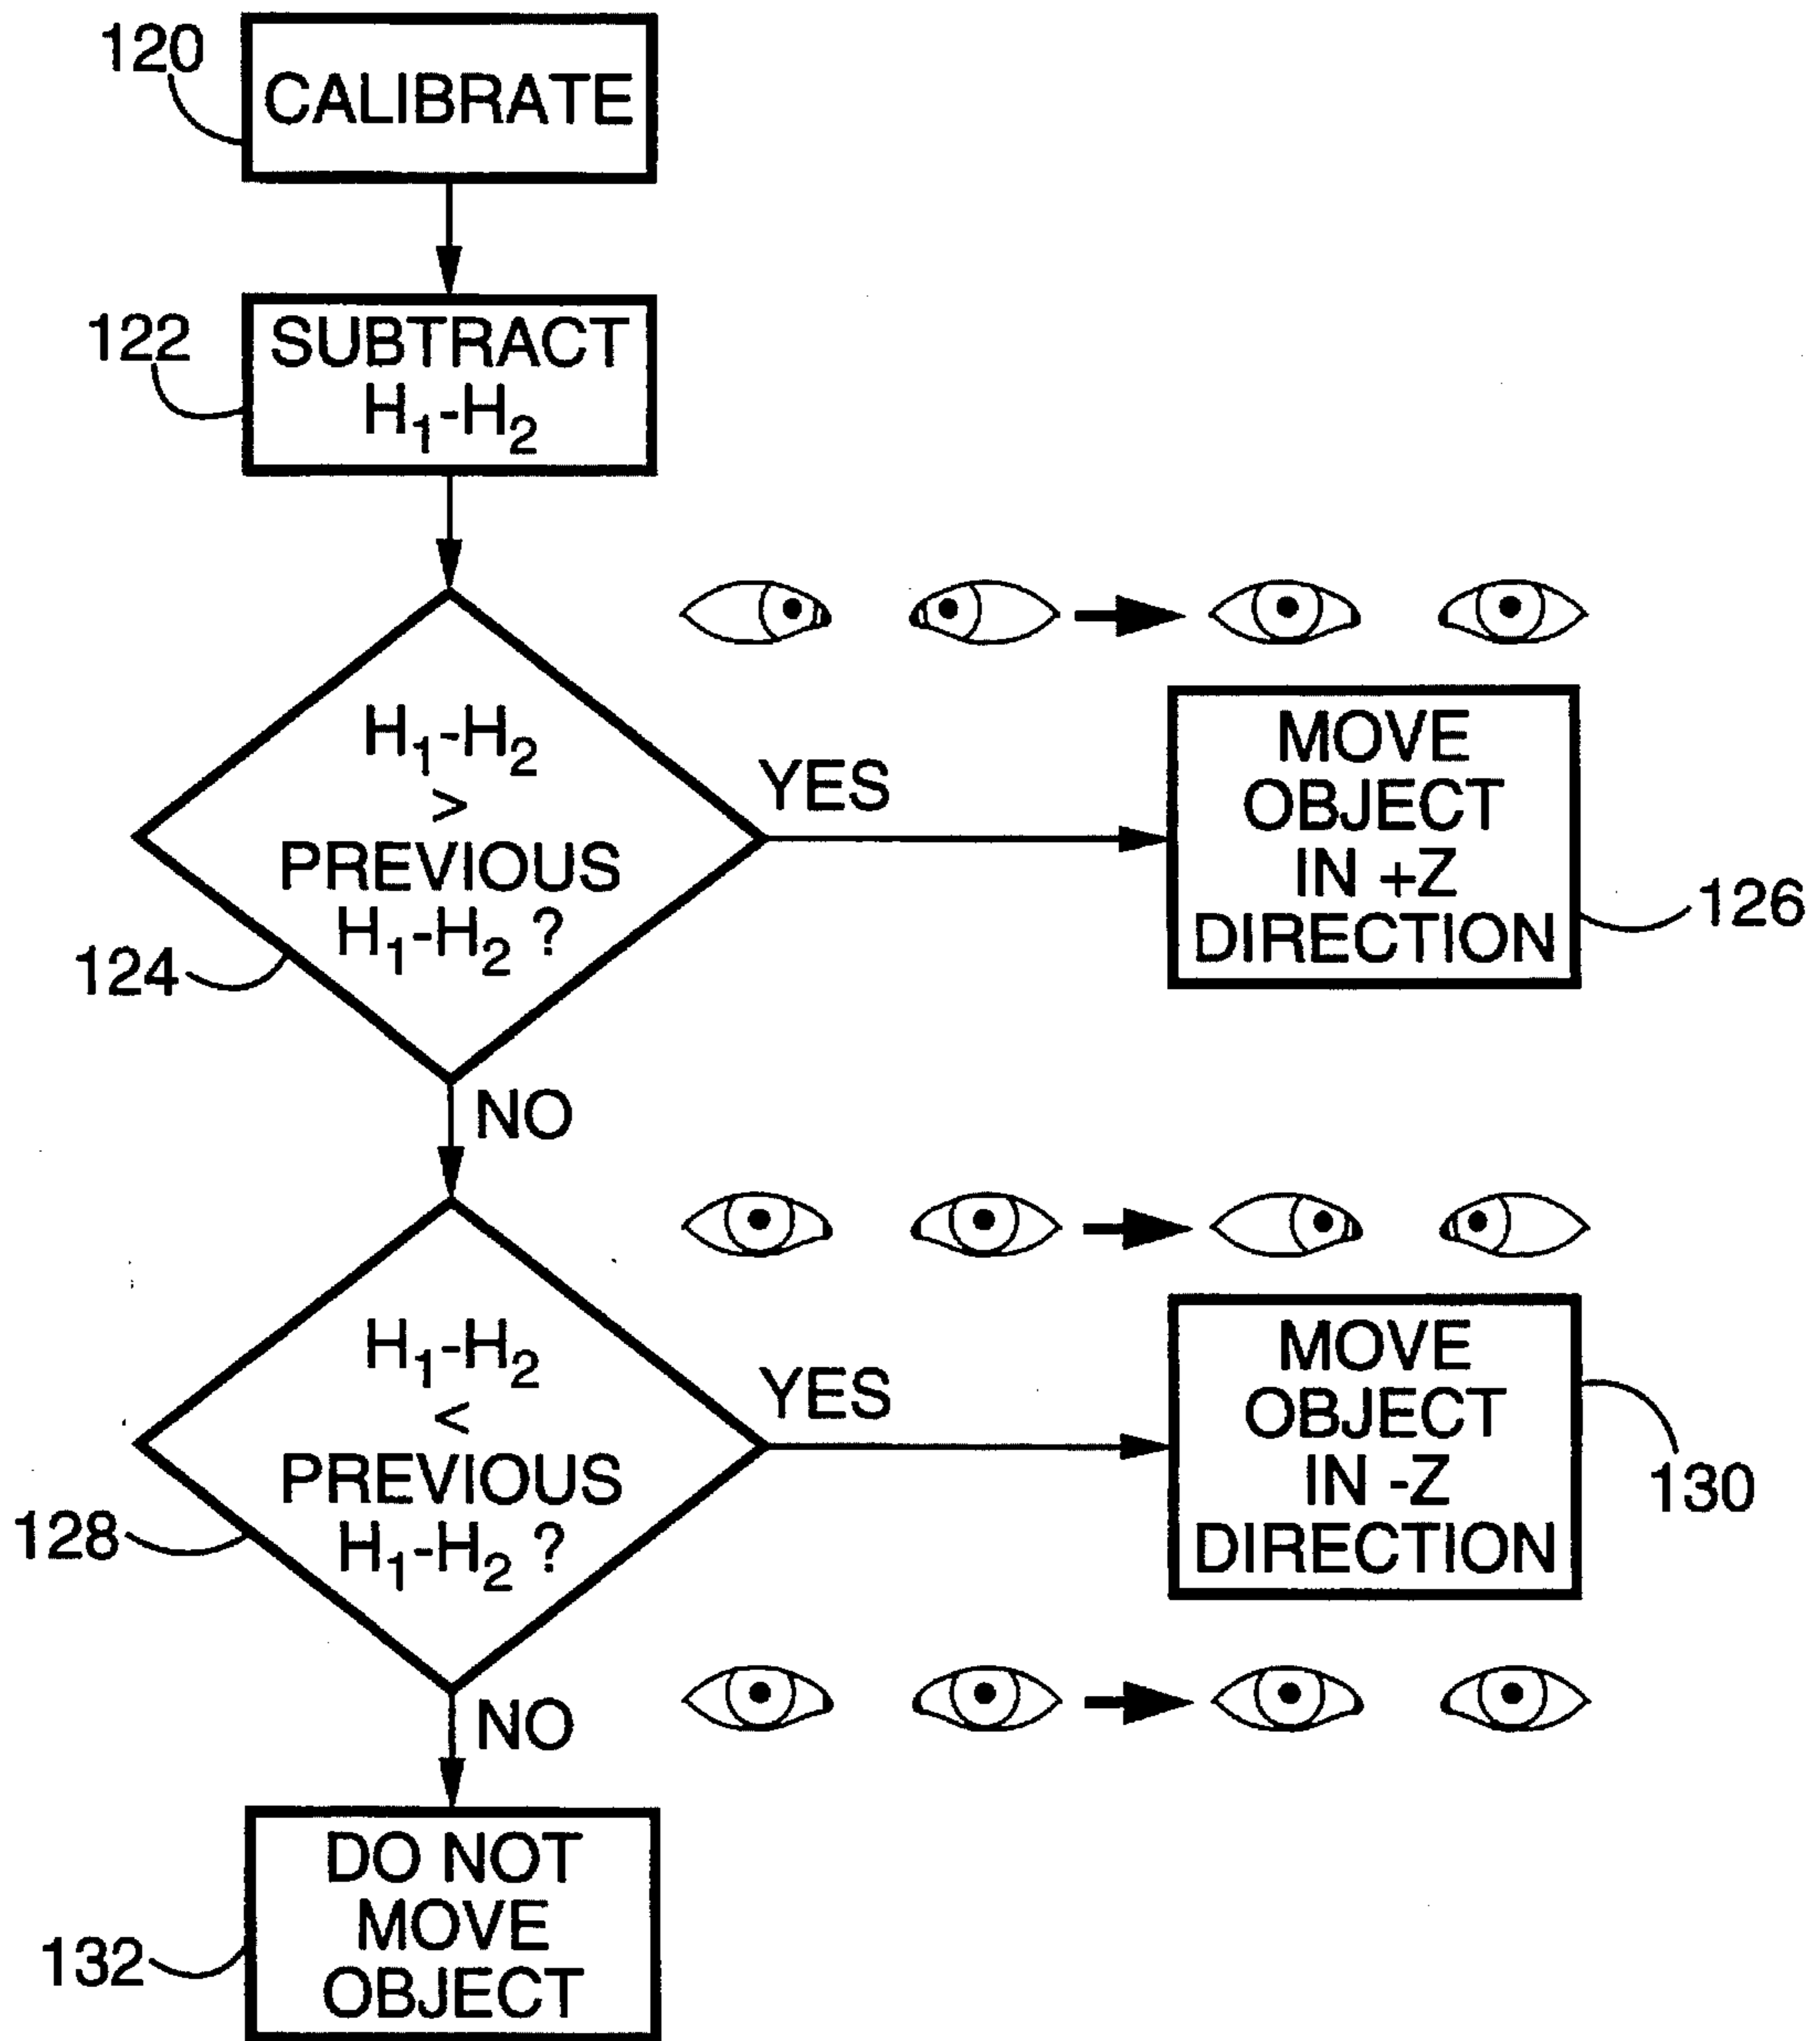 120
CALIBRATE
122
SUBTRACT
H₁-H₂
H₁-H₂
>
PREVIOUS
H₁-H₂ ?
124
YES
MOVE
OBJECT
IN +Z
DIRECTION
126
NO
H₁-H₂
<
PREVIOUS
H₁-H₂ ?
128
YES
MOVE
OBJECT
IN -Z
DIRECTION
130
NO
DO NOT
MOVE
OBJECT
132